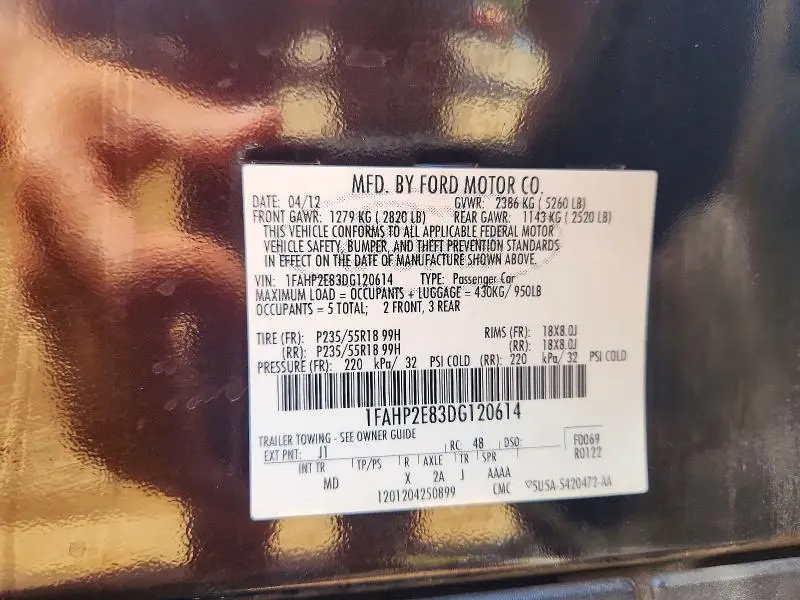 MFD. BY FORD MOTOR CO.
DATE: 04/12 GVWR: 2386 KG ( 5260 LB)
FRONT GAWR: 1279 KG ( 2820 LB) REAR GAWR: 1143 KG ( 2520 LB)
THIS VEHICLE CONFORMS TO ALL APPLICABLE FEDERAL MOTOR
VEHICLE SAFETY, BUMPER, AND THEFT PREVENTION STANDARDS
IN EFFECT ON THE DATE OF MANUFACTURE SHOWN ABOVE.
VIN: 1FAHP2E83DG120614 TYPE: Passenger Car
MAXIMUM LOAD = OCCUPANTS + LUGGAGE = 430KG/ 950LB
OCCUPANTS = 5 TOTAL; 2 FRONT, 3 REAR
TIRE (FR): P235/55R18 99H RIMS (FR): 18X8.0J
(RR): P235/55R18 99H (RR): 18X8.0J
PRESSURE (FR): 220 kPa/ 32 PSI COLD (RR): 220 kPa/ 32 PSI COLD
1FAHP2E83DG120614
TRAILER TOWING - SEE OWNER GUIDE
EXT PNT: J1 RC: 48 DSO: F0069
R0122
INT TR TP/PS R AXLE TR SPR
MD X 2A J AAAA
1201204250899 CMC ▽5U5A-5420472-AA